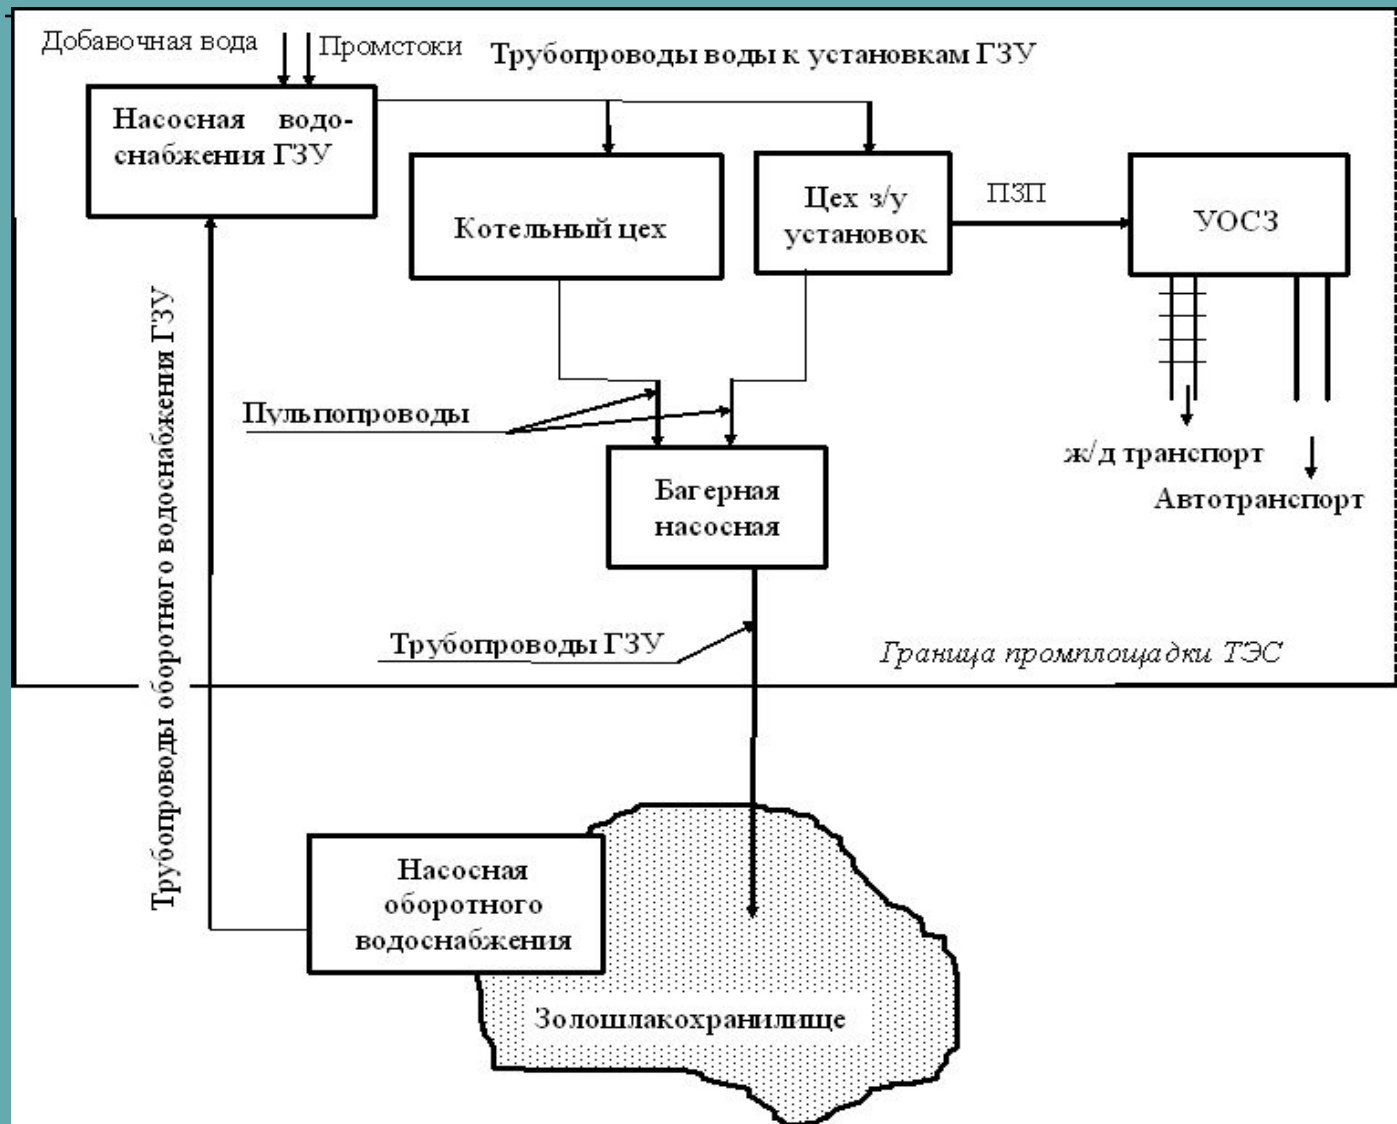 Добавочная вода
Промстоки
Трубопроводы воды к установкам ГЗУ
Насосная водо-
снабжения ГЗУ
Котельный цех
Цех з/у
установок
ПЗП
УОСЗ
Пульпопроводы
ж/д транспорт
Автотранспорт
Багерная
насосная
Трубопроводы ГЗУ
Граница промплощадки ТЭС
Трубопроводы оборотного водоснабжения ГЗУ
Насосная
оборотного
водоснабжения
Золошлакохранилище